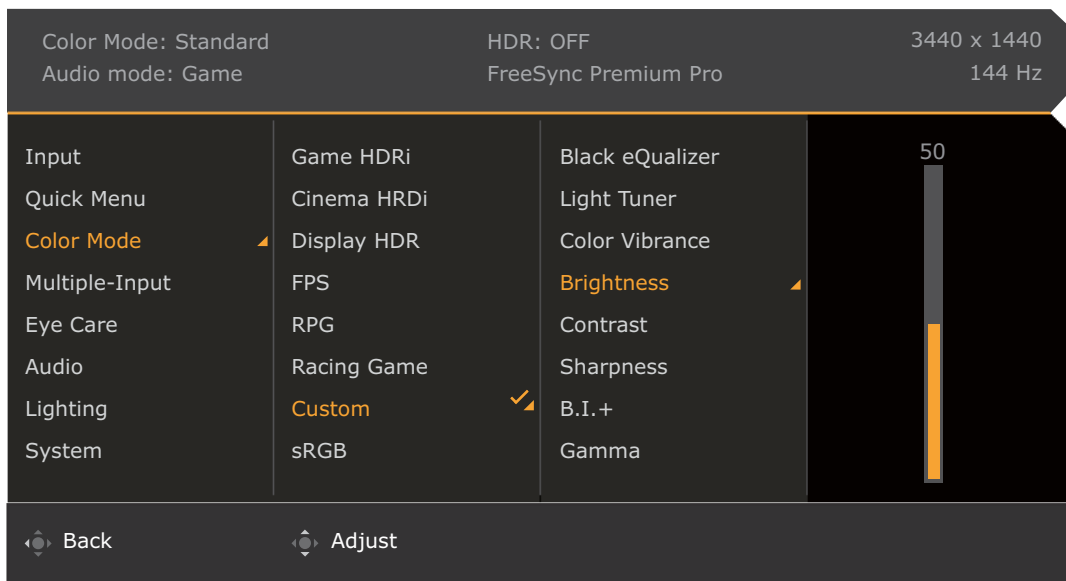 Color Mode: Standard
HDR: OFF
3440 x 1440
Audio mode: Game
FreeSync Premium Pro
144 Hz
Input
Quick Menu
Color Mode
Multiple-Input
Eye Care
Audio
Lighting
System
Game HDRi
Cinema HRDi
Display HDR
FPS
RPG
Racing Game
Custom
sRGB
Black eQualizer
Light Tuner
Color Vibrance
Brightness
Contrast
Sharpness
B.I.+
Gamma
50
Back
Adjust